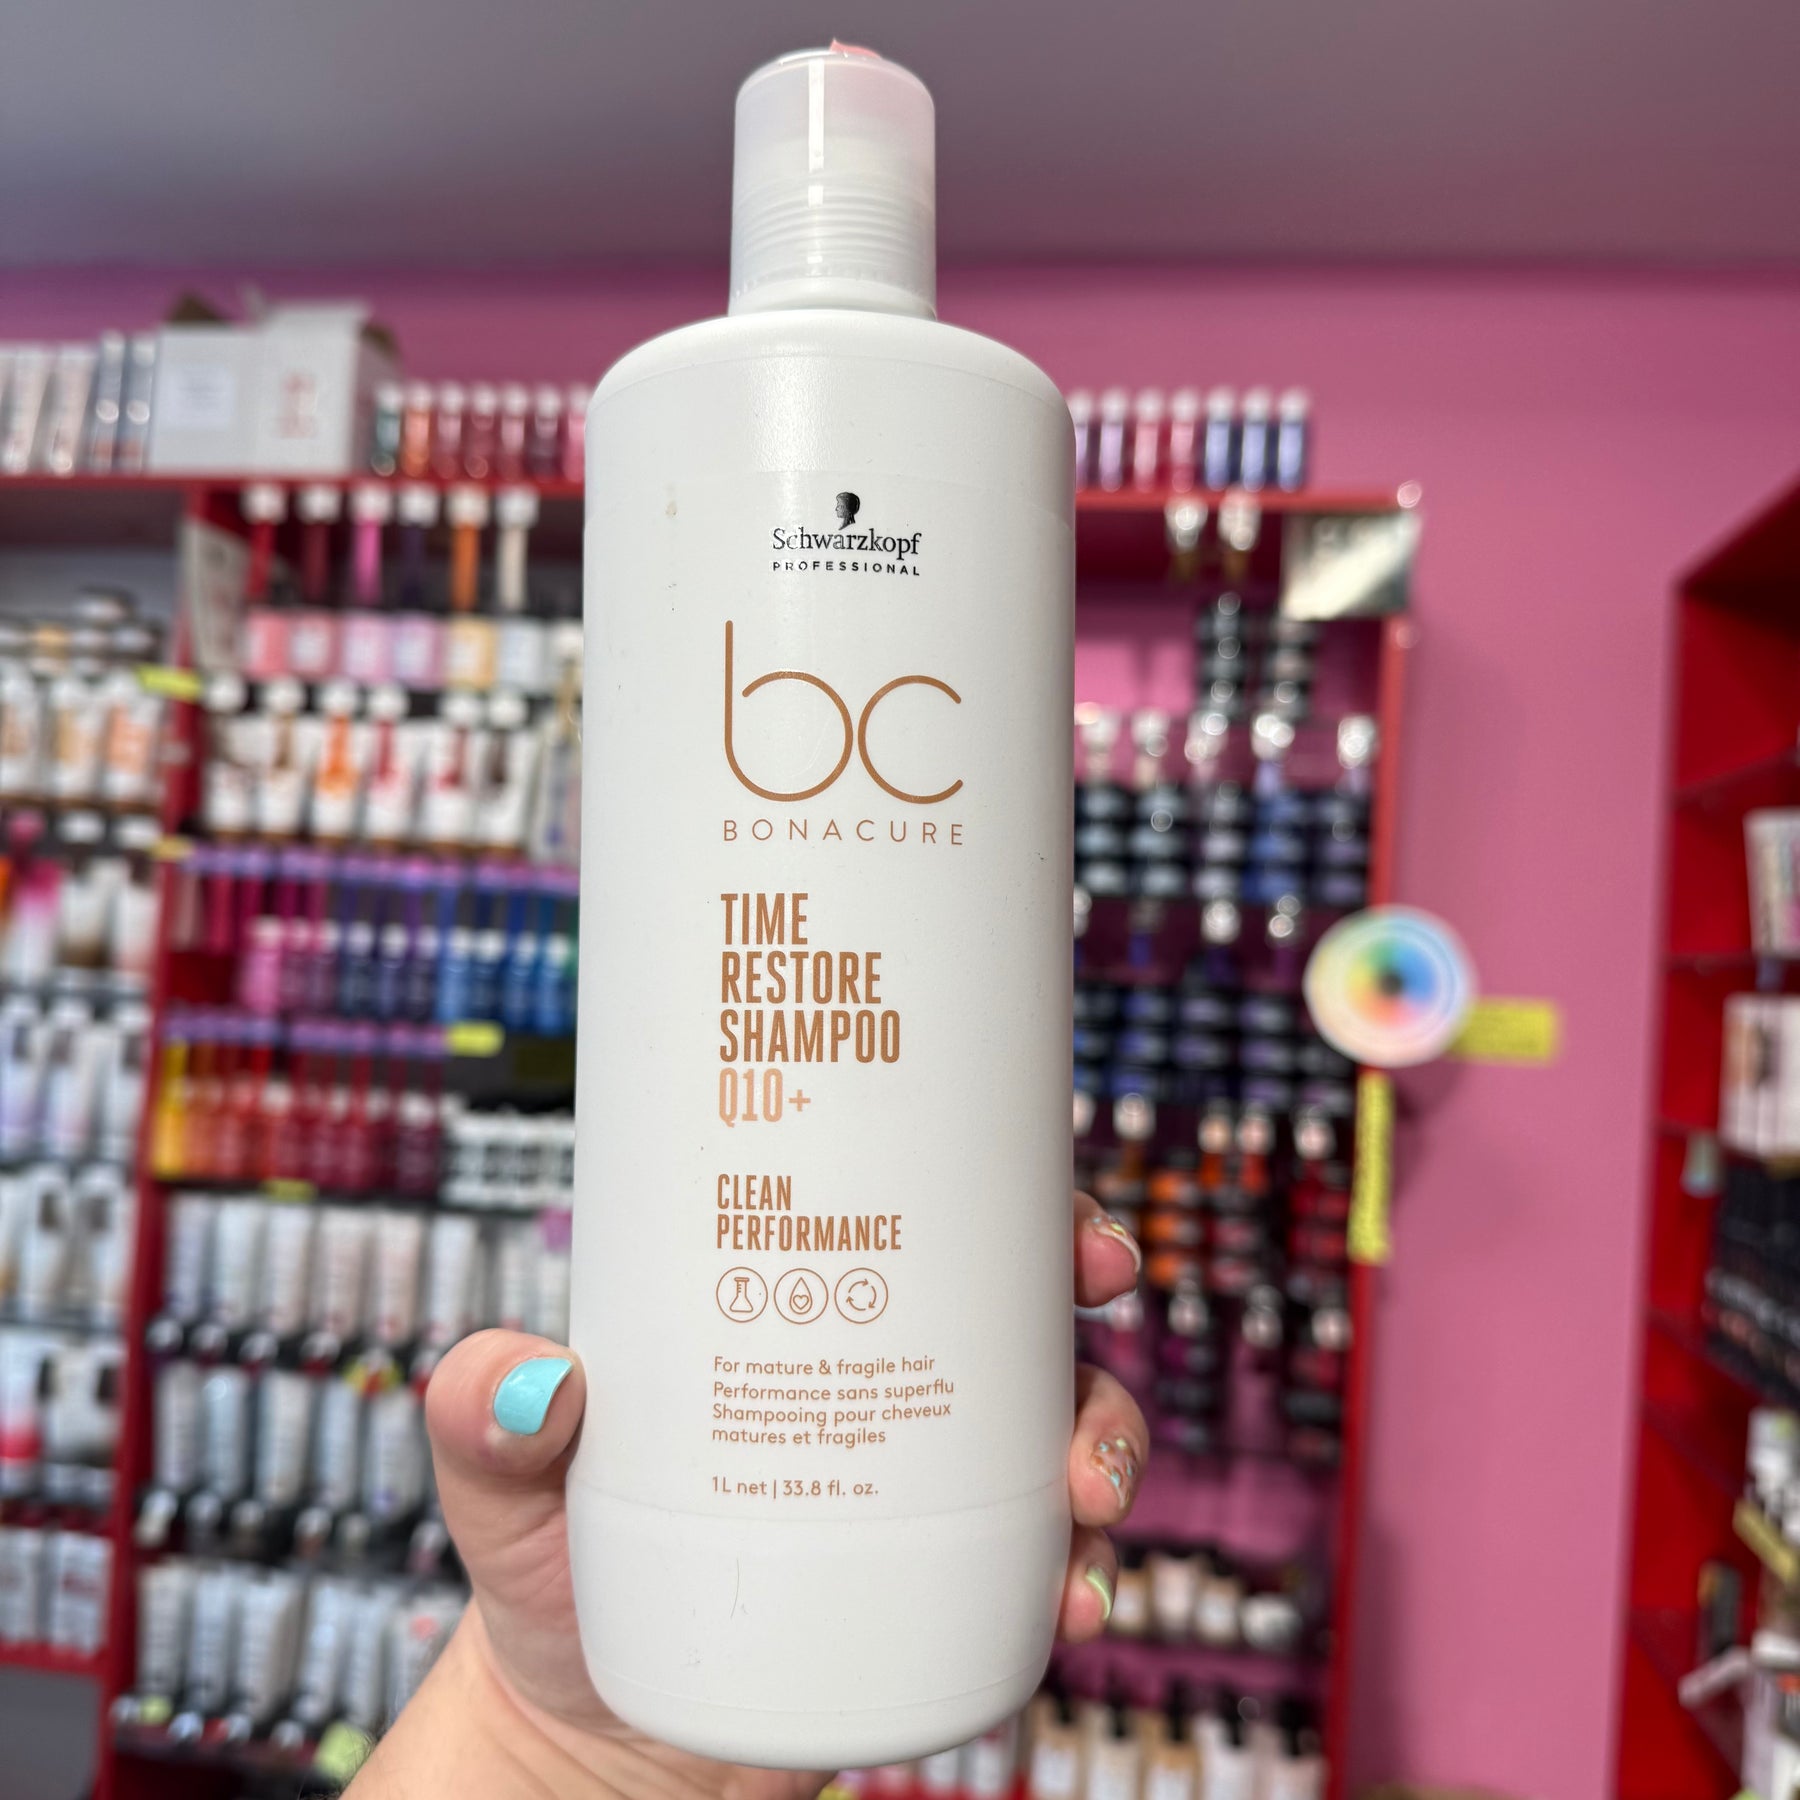 Schwarzkopf
PROFESSIONAL
bc
BONACURE
TIME
RESTORE
SHAMPOO
Q10+
CLEAN
PERFORMANCE
For mature & fragile hair
Performance sans superflu
Shampooing pour cheveux
matures et fragiles
1 L net | 33.8 fl. oz.